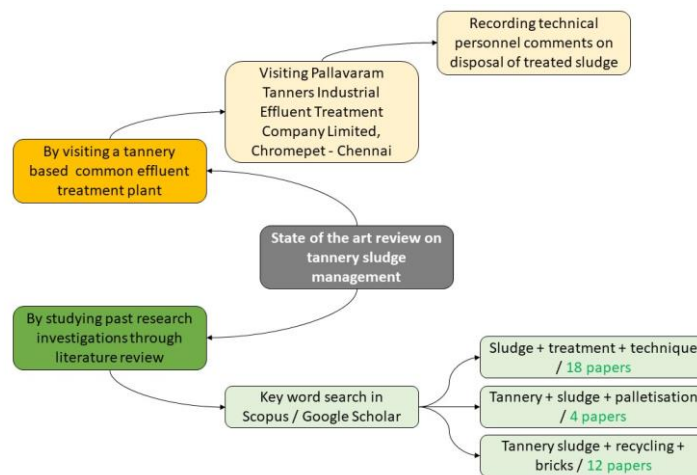 Recording technical
personnel comments on
disposal of treated sludge
Visiting Pallavaram
Tanners Industrial
Effluent Treatment
Company Limited,
Chromepet - Chennai
By visiting a tannery
based common effluent
treatment plant
State of the art review on
tannery sludge
management
By studying past research
investigations through
literature review
Key word search in
Scopus / Google Scholar
Sludge + treatment + technique
/ 18 papers
Tannery + sludge + palletisation
/ 4 papers
Tannery sludge + recycling +
bricks / 12 papers